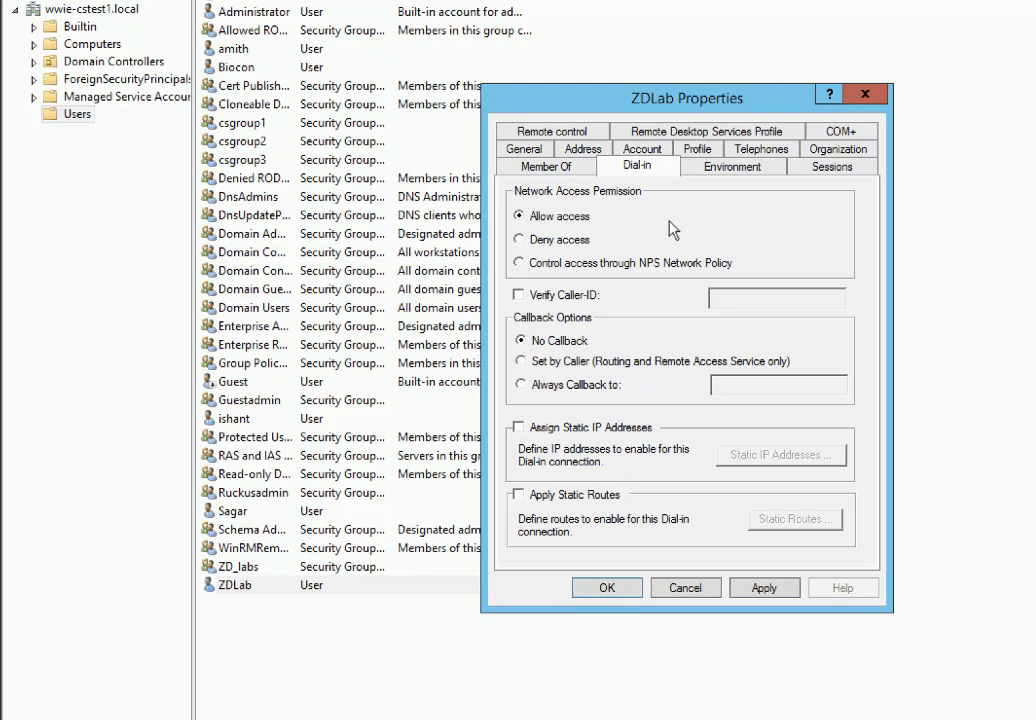 wwie-cstest1.local
Builtin
Computers
Domain Controllers
ForeignSecurityPrincipals
Managed Service Accour
Users
Administrator User Built-in account for ad...
Allowed RO... Security Group... Members in this group c...
amith User
Biocon User
Cert Publish... Security Group... Members of this
Cloneable D... Security Group... Members of this
csgroup1 Security Group...
csgroup2 Security Group...
csgroup3 Security Group...
Denied ROD... Security Group... Members in this
DnsAdmins Security Group... DNS Administra
DnsUpdateP... Security Group... DNS clients who
Domain Ad... Security Group... Designated adm
Domain Co... Security Group... All workstations
Domain Con... Security Group... All domain cont
Domain Gue... Security Group... All domain gues
Domain Users Security Group... All domain users
Enterprise A... Security Group... Designated adm
Enterprise R... Security Group... Members of this
Group Polic... Security Group... Members in this
Guest User Built-in account
Guestadmin Security Group...
ishant User
Protected Us... Security Group... Members of this
RAS and IAS ... Security Group... Servers in this gr
Read-only D... Security Group... Members of this
Ruckusadmin Security Group...
Sagar User
Schema Ad... Security Group... Designated adm
WinRMRem... Security Group... Members of this
ZD_labs Security Group...
ZDLab User
ZDLab Properties
?
x
Remote control Remote Desktop Services Profile COM+
General Address Account Profile Telephones Organization
Member Of Dial-in Environment Sessions
Network Access Permission
Allow access
Deny access
Control access through NPS Network Policy
Verify Caller-ID:
Callback Options
No Callback
Set by Caller (Routing and Remote Access Service only)
Always Callback to:
Assign Static IP Addresses
Define IP addresses to enable for this
Dial-in connection.
Static IP Addresses ...
Apply Static Routes
Define routes to enable for this Dial-in
connection.
Static Routes ...
OK Cancel Apply Help